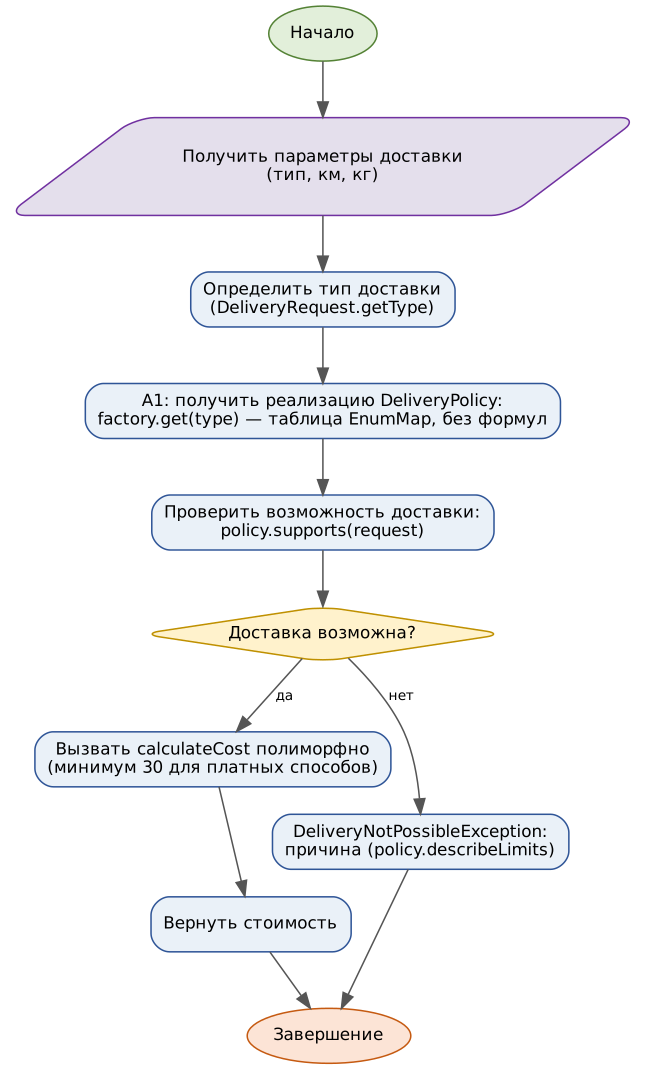 Начало
Получить параметры доставки
(тип, км, кг)
Определить тип доставки
(DeliveryRequest.getType)
A1: получить реализацию DeliveryPolicy:
factory.get(type) — таблица EnumMap, без формул
Проверить возможность доставки:
policy.supports(request)
Доставка возможна?
да
нет
Вызвать calculateCost полиморфно
(минимум 30 для платных способов)
DeliveryNotPossibleException:
причина (policy.describeLimits)
Вернуть стоимость
Завершение